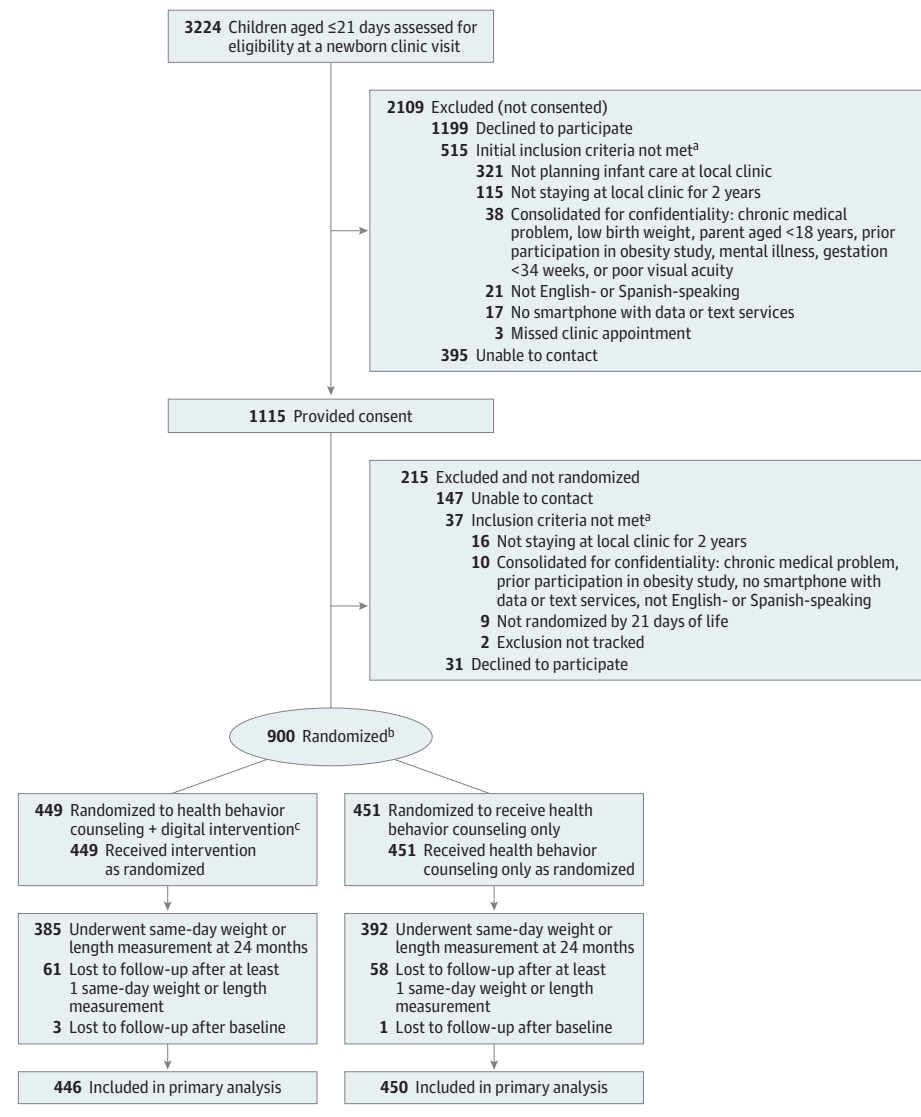 3224 Children aged ≤21 days assessed for
eligibility at a newborn clinic visit
2109 Excluded (not consented)
1199 Declined to participate
515 Initial inclusion criteria not metᵃ
321 Not planning infant care at local clinic
115 Not staying at local clinic for 2 years
38 Consolidated for confidentiality: chronic medical
problem, low birth weight, parent aged <18 years, prior
participation in obesity study, mental illness, gestation
<34 weeks, or poor visual acuity
21 Not English- or Spanish-speaking
17 No smartphone with data or text services
3 Missed clinic appointment
395 Unable to contact
1115 Provided consent
215 Excluded and not randomized
147 Unable to contact
37 Inclusion criteria not metᵃ
16 Not staying at local clinic for 2 years
10 Consolidated for confidentiality: chronic medical problem,
prior participation in obesity study, no smartphone with
data or text services, not English- or Spanish-speaking
9 Not randomized by 21 days of life
2 Exclusion not tracked
31 Declined to participate
900 Randomizedᵇ
449 Randomized to health behavior
counseling + digital interventionᶜ
449 Received intervention
as randomized
451 Randomized to receive health
behavior counseling only
451 Received health behavior
counseling only as randomized
385 Underwent same-day weight or
length measurement at 24 months
61 Lost to follow-up after at least
1 same-day weight or length
measurement
3 Lost to follow-up after baseline
392 Underwent same-day weight or
length measurement at 24 months
58 Lost to follow-up after at least
1 same-day weight or length
measurement
1 Lost to follow-up after baseline
446 Included in primary analysis
450 Included in primary analysis